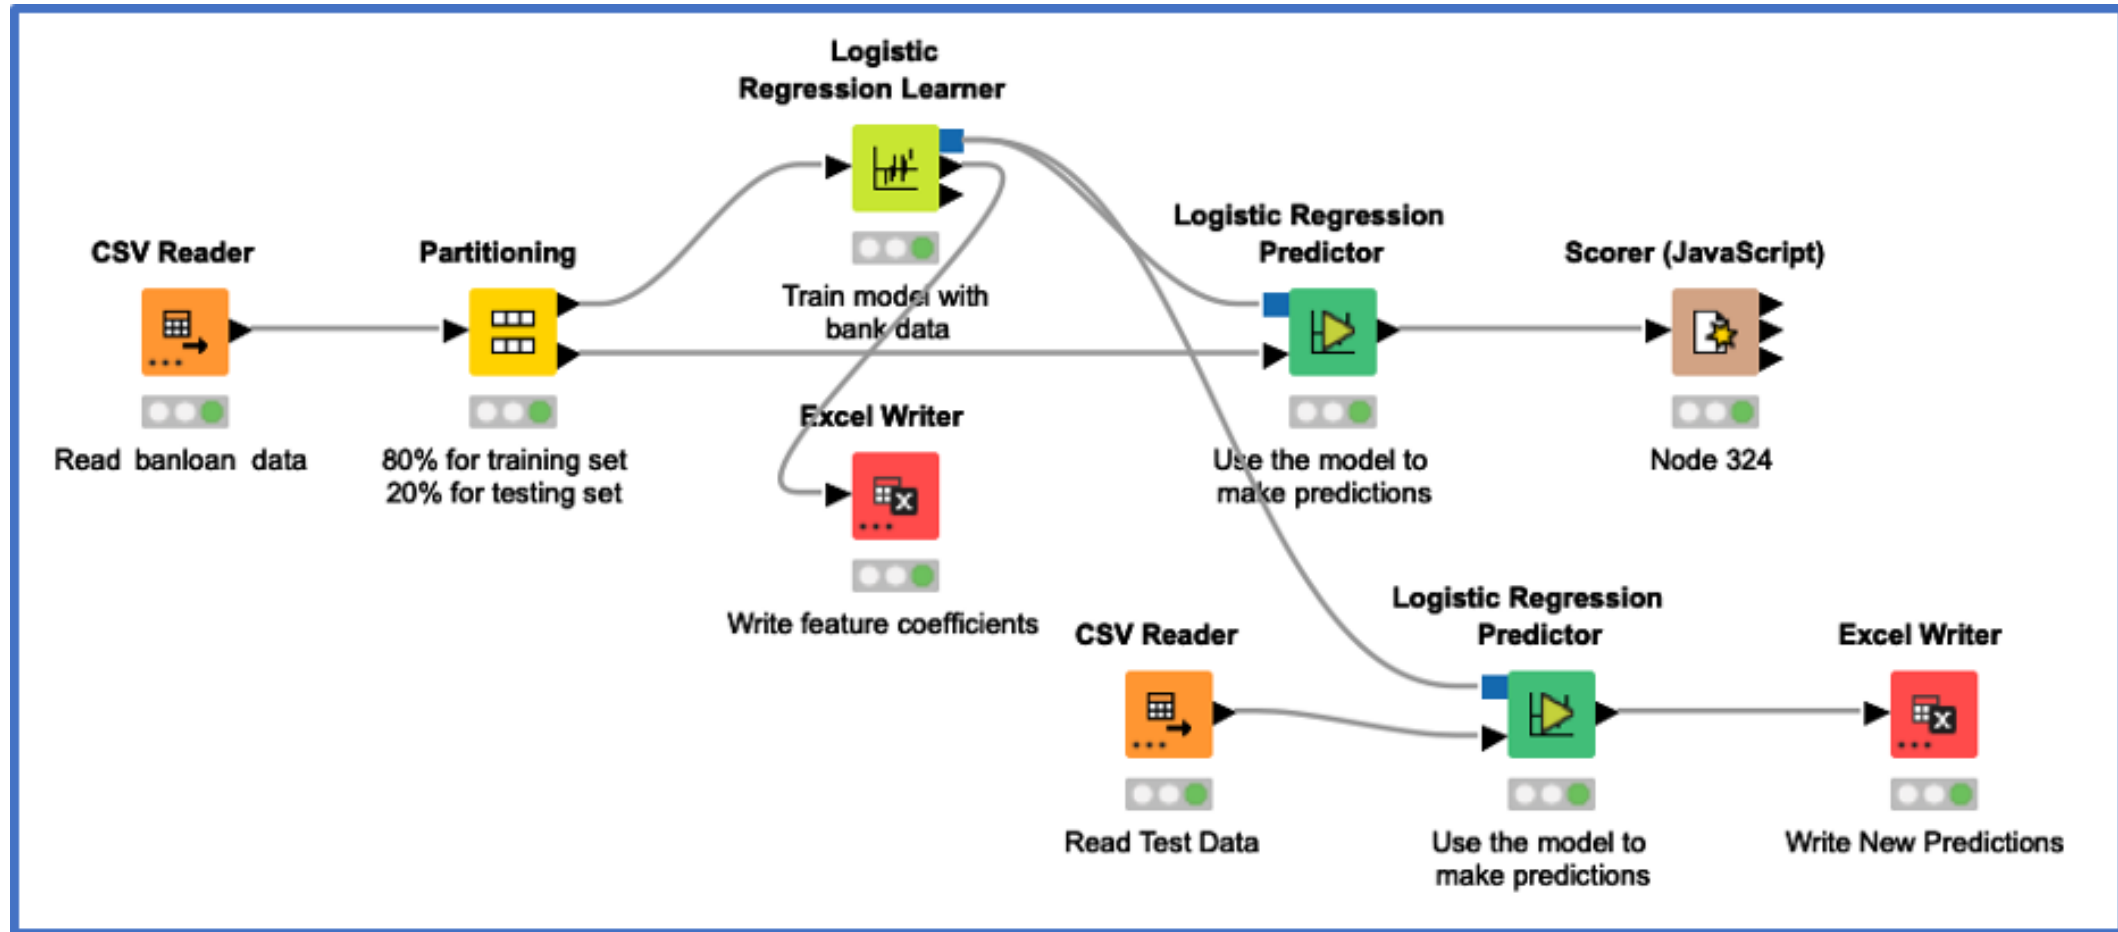 Logistic
Regression Learner
Train model with
bank data
CSV Reader
Read banloan data
Partitioning
80% for training set
20% for testing set
Excel Writer
Write feature coefficients
Logistic Regression
Predictor
Use the model to
make predictions
Scorer (JavaScript)
Node 324
CSV Reader
Read Test Data
Logistic Regression
Predictor
Use the model to
make predictions
Excel Writer
Write New Predictions